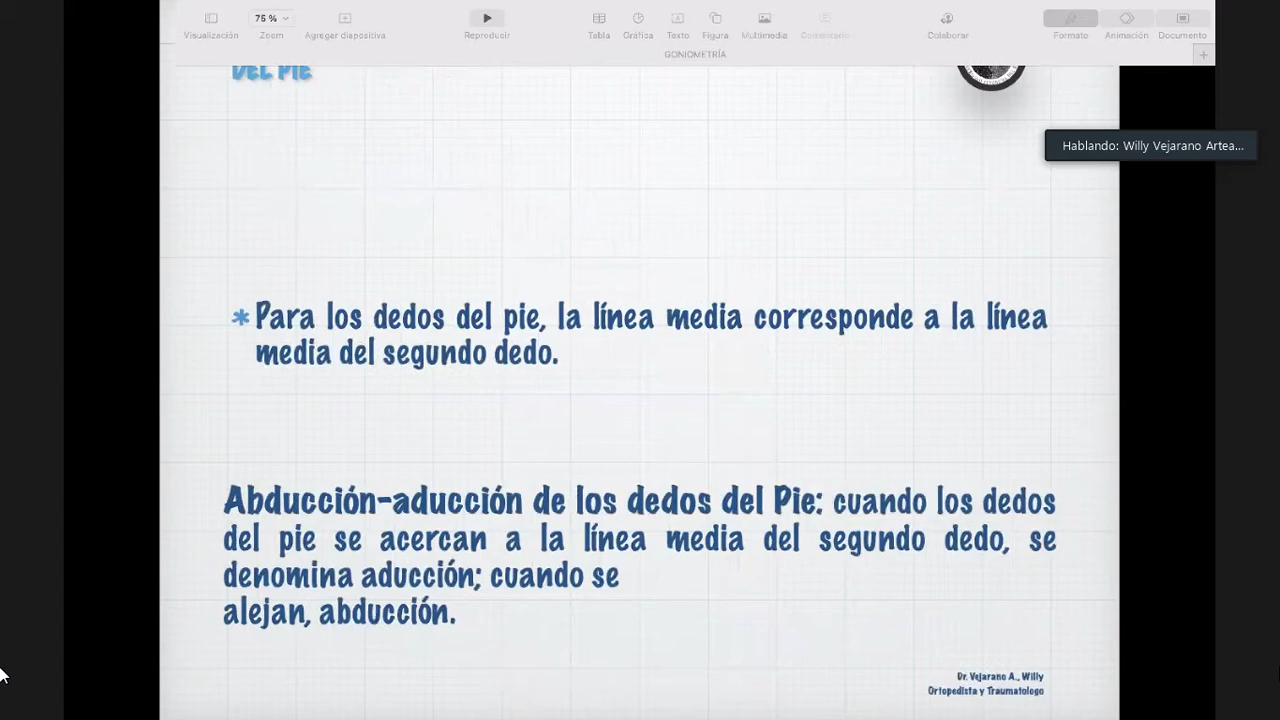 75 %
Visualización Zoom Agregar diapositiva Reproducir Tabla Gráfica Texto Figura Multimedia Comentario Colaborar Formato Animación Documento
GONIOMETRÍA
DEL PIE
Hablando: Willy Vejarano Artea...
* Para los dedos del pie, la línea media corresponde a la línea
media del segundo dedo.
Abducción-aducción de los dedos del Pie: cuando los dedos
del pie se acercan a la línea media del segundo dedo, se
denomina aducción; cuando se
alejan, abducción.
Dr. Vejarano A., Willy
Ortopedista y Traumatologo